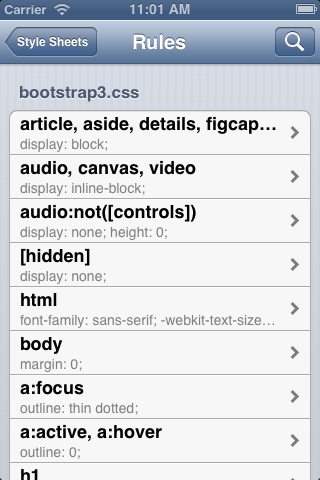 Carrier 11:01 AM
Style Sheets Rules
bootstrap3.css
article, aside, details, figcap...
display: block;
audio, canvas, video
display: inline-block;
audio:not([controls])
display: none; height: 0;
[hidden]
display: none;
html
font-family: sans-serif; -webkit-text-size...
body
margin: 0;
a:focus
outline: thin dotted;
a:active, a:hover
outline: 0;
h1